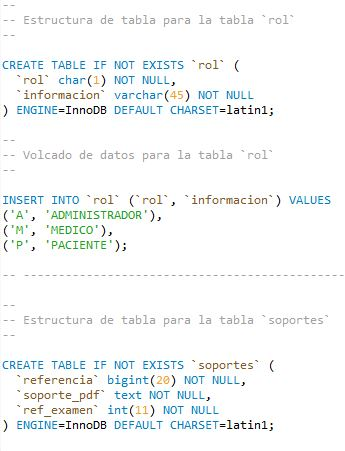 --
-- Estructura de tabla para la tabla `rol`
--
CREATE TABLE IF NOT EXISTS `rol` (
  `rol` char(1) NOT NULL,
  `informacion` varchar(45) NOT NULL
) ENGINE=InnoDB DEFAULT CHARSET=latin1;
--
-- Volcado de datos para la tabla `rol`
--
INSERT INTO `rol` (`rol`, `informacion`) VALUES
('A', 'ADMINISTRADOR'),
('M', 'MEDICO'),
('P', 'PACIENTE');
-- --------------------------------------------
--
-- Estructura de tabla para la tabla `soportes`
--
CREATE TABLE IF NOT EXISTS `soportes` (
  `referencia` bigint(20) NOT NULL,
  `soporte_pdf` text NOT NULL,
  `ref_examen` int(11) NOT NULL
) ENGINE=InnoDB DEFAULT CHARSET=latin1;